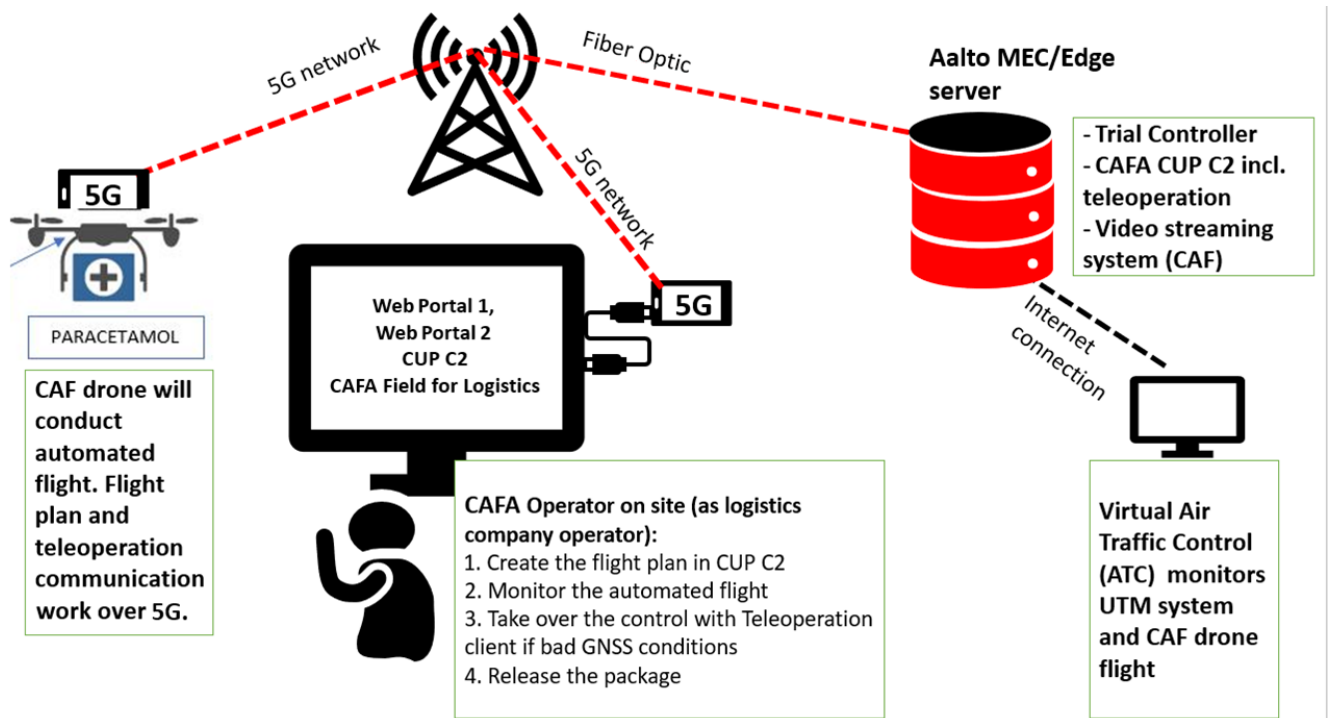 5G network
Fiber Optic
Aalto MEC/Edge
server
- Trial Controller
- CAFA CUP C2 incl.
teleoperation
- Video streaming
system (CAF)
5G
5G network
PARACETAMOL
Web Portal 1,
Web Portal 2
CUP C2
CAFA Field for Logistics
5G
Internet
connection
CAF drone will
conduct
automated
flight. Flight
plan and
teleoperation
communication
work over 5G.
CAFA Operator on site (as logistics
company operator):
1. Create the flight plan in CUP C2
2. Monitor the automated flight
3. Take over the control with Teleoperation
client if bad GNSS conditions
4. Release the package
Virtual Air
Traffic Control
(ATC) monitors
UTM system
and CAF drone
flight